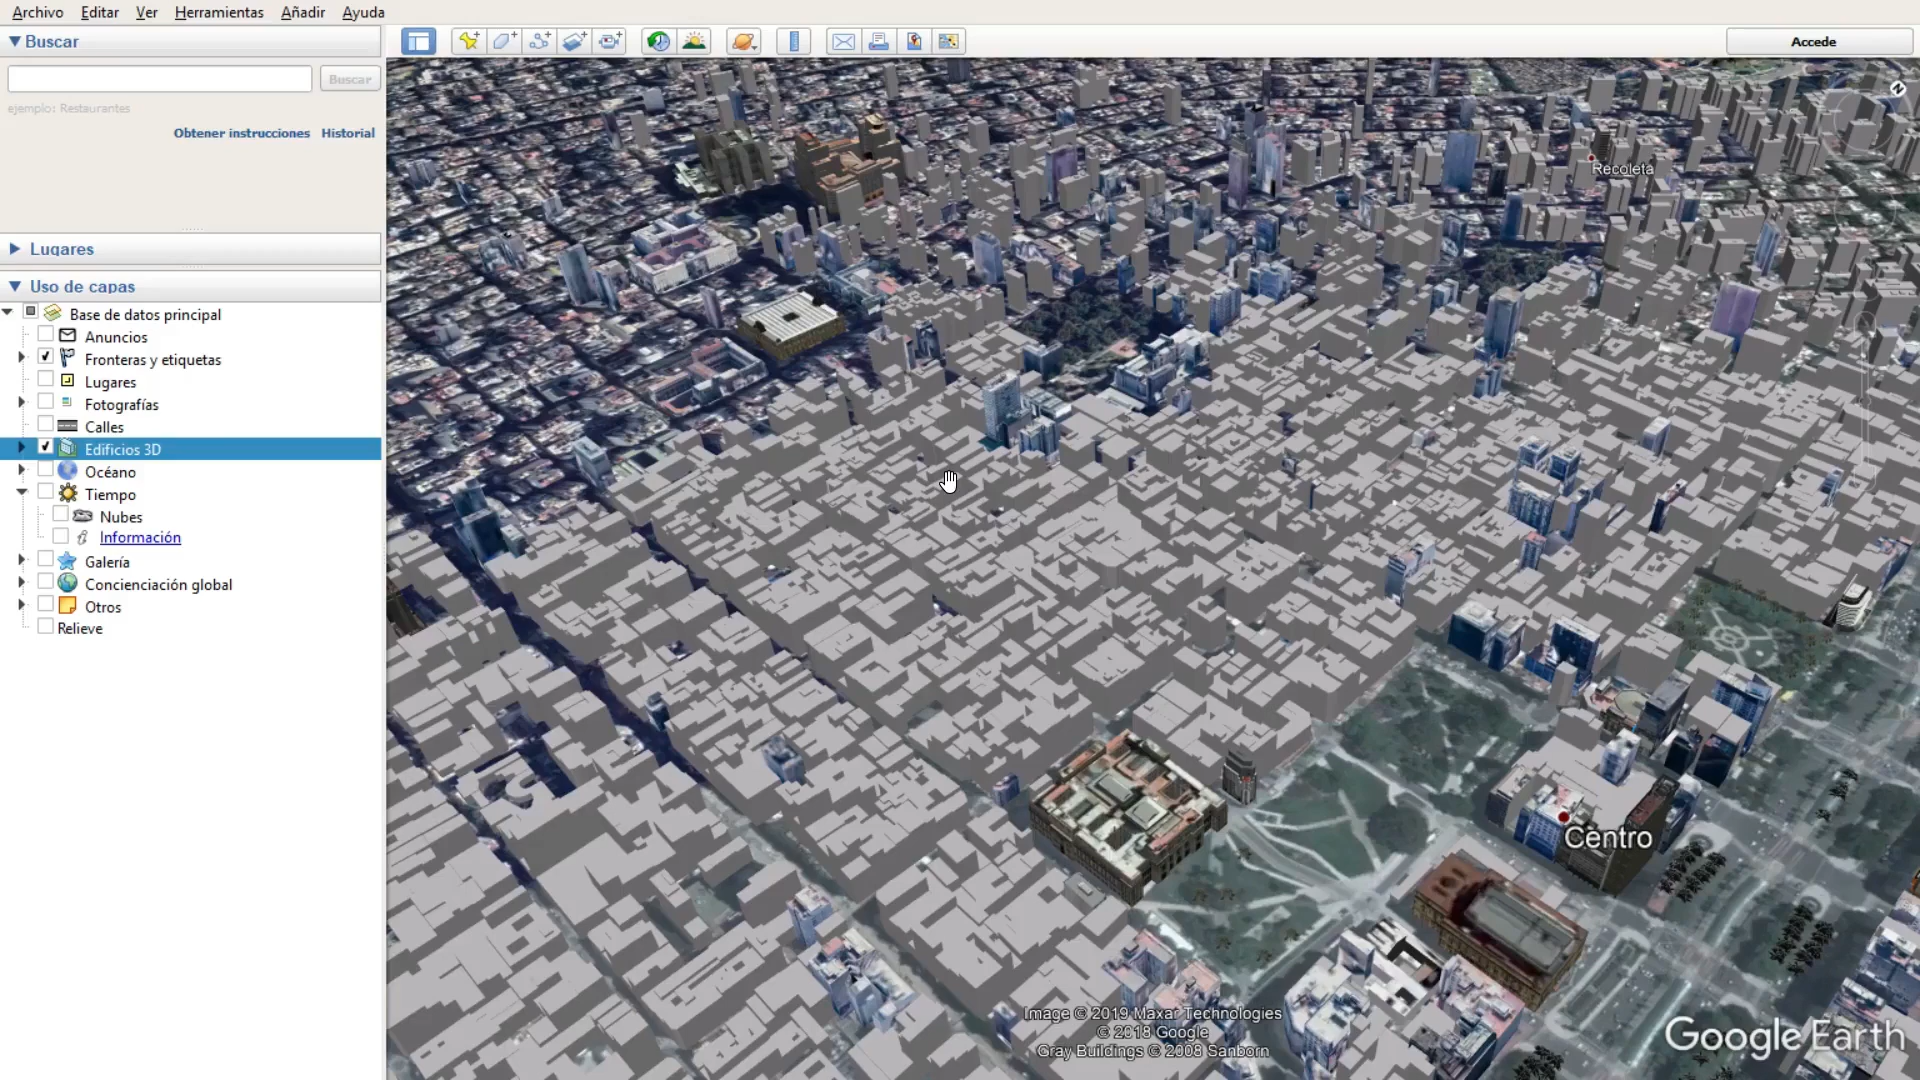 Archivo Editar Ver Herramientas Añadir Ayuda
Buscar
Accede
Buscar
ejemplo: Restaurantes
Obtener instrucciones Historial
Lugares
Uso de capas
Base de datos principal
Anuncios
Fronteras y etiquetas
Lugares
Fotografías
Calles
Edificios 3D
Océano
Tiempo
Nubes
Información
Galería
Concienciación global
Otros
Relieve
N
Recoleta
Centro
Image © 2019 Maxar Technologies
© 2018 Google
Gray Buildings © 2008 Sanborn
Google Earth